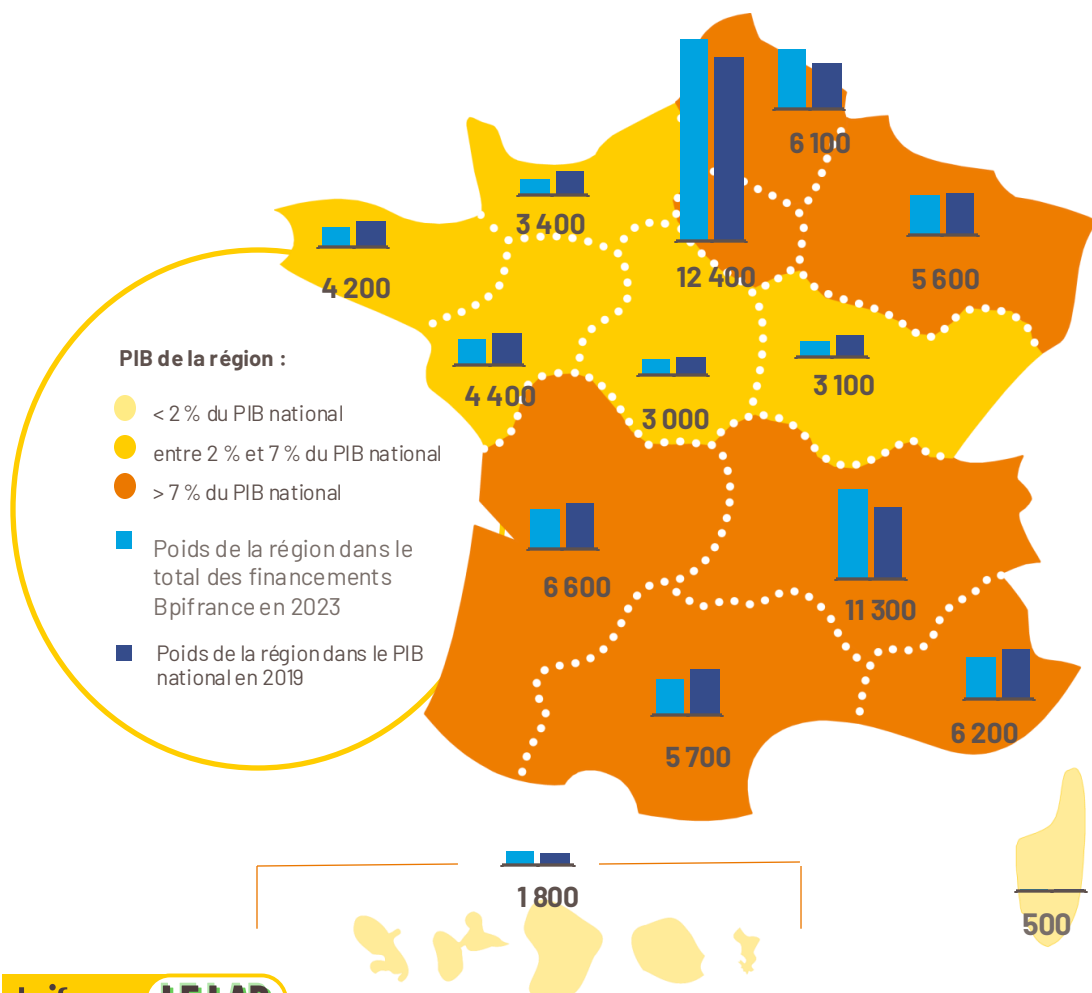 6 100
3 400
12 400
5 600
4 200
PIB de la région :
< 2 % du PIB national
entre 2 % et 7 % du PIB national
> 7 % du PIB national
Poids de la région dans le
total des financements
Bpifrance en 2023
Poids de la région dans le PIB
national en 2019
4 400
3 000
3 100
6 600
11 300
5 700
6 200
1 800
500
LE LAB